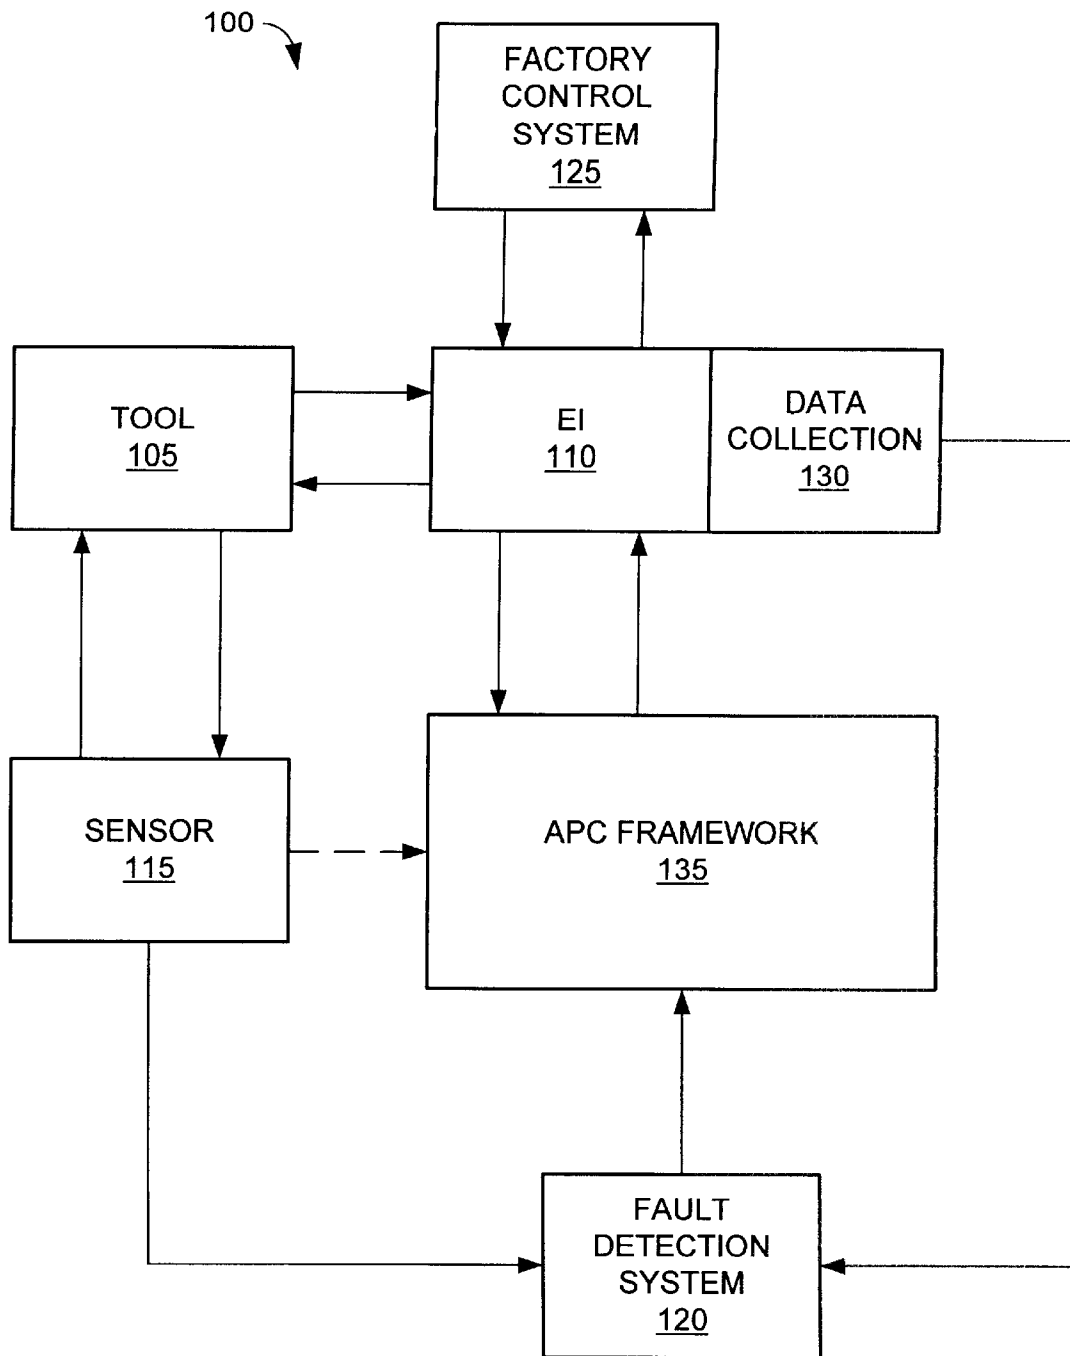 100
FACTORY
CONTROL
SYSTEM
125
TOOL
105
EI
110
DATA
COLLECTION
130
SENSOR
115
APC FRAMEWORK
135
FAULT
DETECTION
SYSTEM
120